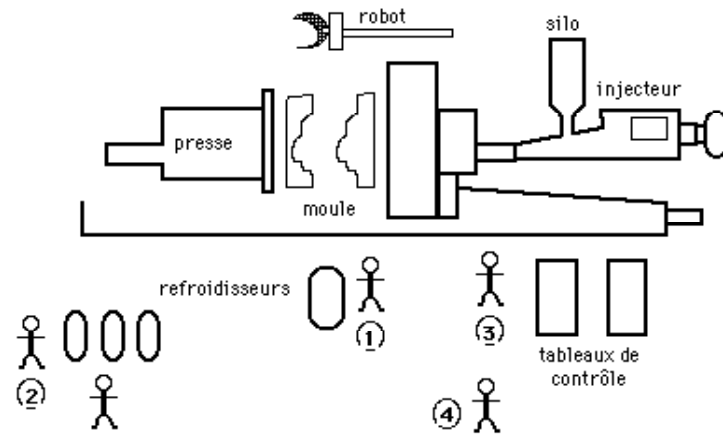 robot
silo
injecteur
presse
moule
refroidisseurs
1
3
tableaux de
contrôle
2
4